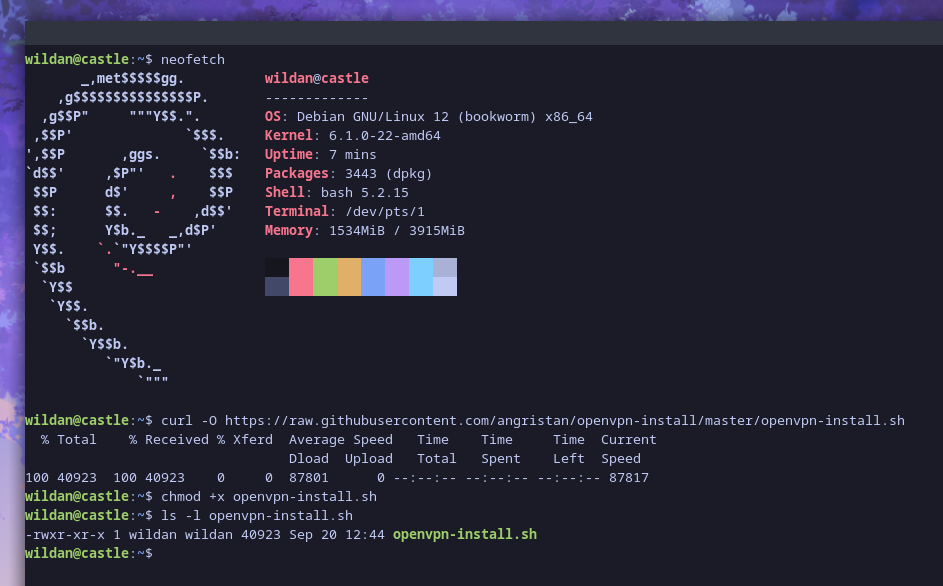 wildan@castle:~$ neofetch
       _,met$$$$$gg.          wildan@castle
    ,g$$$$$$$$$$$$$$$P.       -------------
  ,g$$P"     """Y$$.".        OS: Debian GNU/Linux 12 (bookworm) x86_64
 ,$$P'              `$$$.     Kernel: 6.1.0-22-amd64
',$$P       ,ggs.     `$$b:   Uptime: 7 mins
`d$$'     ,$P"'   .    $$$    Packages: 3443 (dpkg)
 $$P      d$'     ,    $$P    Shell: bash 5.2.15
 $$:      $$.   -    ,d$$'    Terminal: /dev/pts/1
 $$;      Y$b._   _,d$P'      Memory: 1534MiB / 3915MiB
 Y$$.    `.`"Y$$$$P"'
 `$$b      "-.__
  `Y$$
   `Y$$.
     `$$b.
       `Y$$b.
          `"Y$b._
              `"""
wildan@castle:~$ curl -O https://raw.githubusercontent.com/angristan/openvpn-install/master/openvpn-install.sh
  % Total    % Received % Xferd  Average Speed   Time    Time     Time  Current
                                 Dload  Upload   Total   Spent    Left  Speed
100 40923  100 40923    0     0  87801      0 --:--:-- --:--:-- --:--:-- 87817
wildan@castle:~$ chmod +x openvpn-install.sh
wildan@castle:~$ ls -l openvpn-install.sh
-rwxr-xr-x 1 wildan wildan 40923 Sep 20 12:44 openvpn-install.sh
wildan@castle:~$